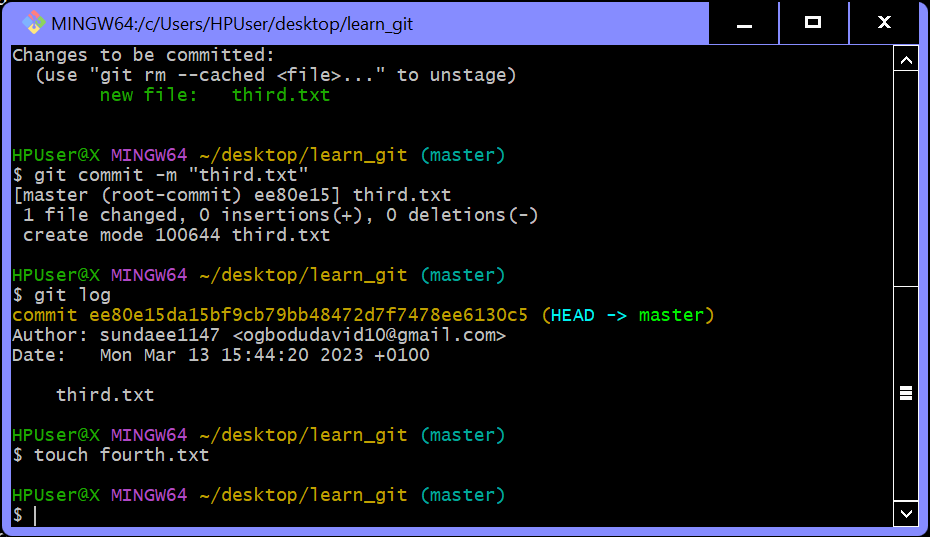 MINGW64:/c/Users/HPUser/desktop/learn_git
Changes to be committed:
  (use "git rm --cached <file>..." to unstage)
        new file:   third.txt
HPUser@X MINGW64 ~/desktop/learn_git (master)
$ git commit -m "third.txt"
[master (root-commit) ee80e15] third.txt
 1 file changed, 0 insertions(+), 0 deletions(-)
 create mode 100644 third.txt
HPUser@X MINGW64 ~/desktop/learn_git (master)
$ git log
commit ee80e15da15bf9cb79bb48472d7f7478ee6130c5 (HEAD -> master)
Author: sundaee1147 <ogbodudavid10@gmail.com>
Date:   Mon Mar 13 15:44:20 2023 +0100
    third.txt
HPUser@X MINGW64 ~/desktop/learn_git (master)
$ touch fourth.txt
HPUser@X MINGW64 ~/desktop/learn_git (master)
$